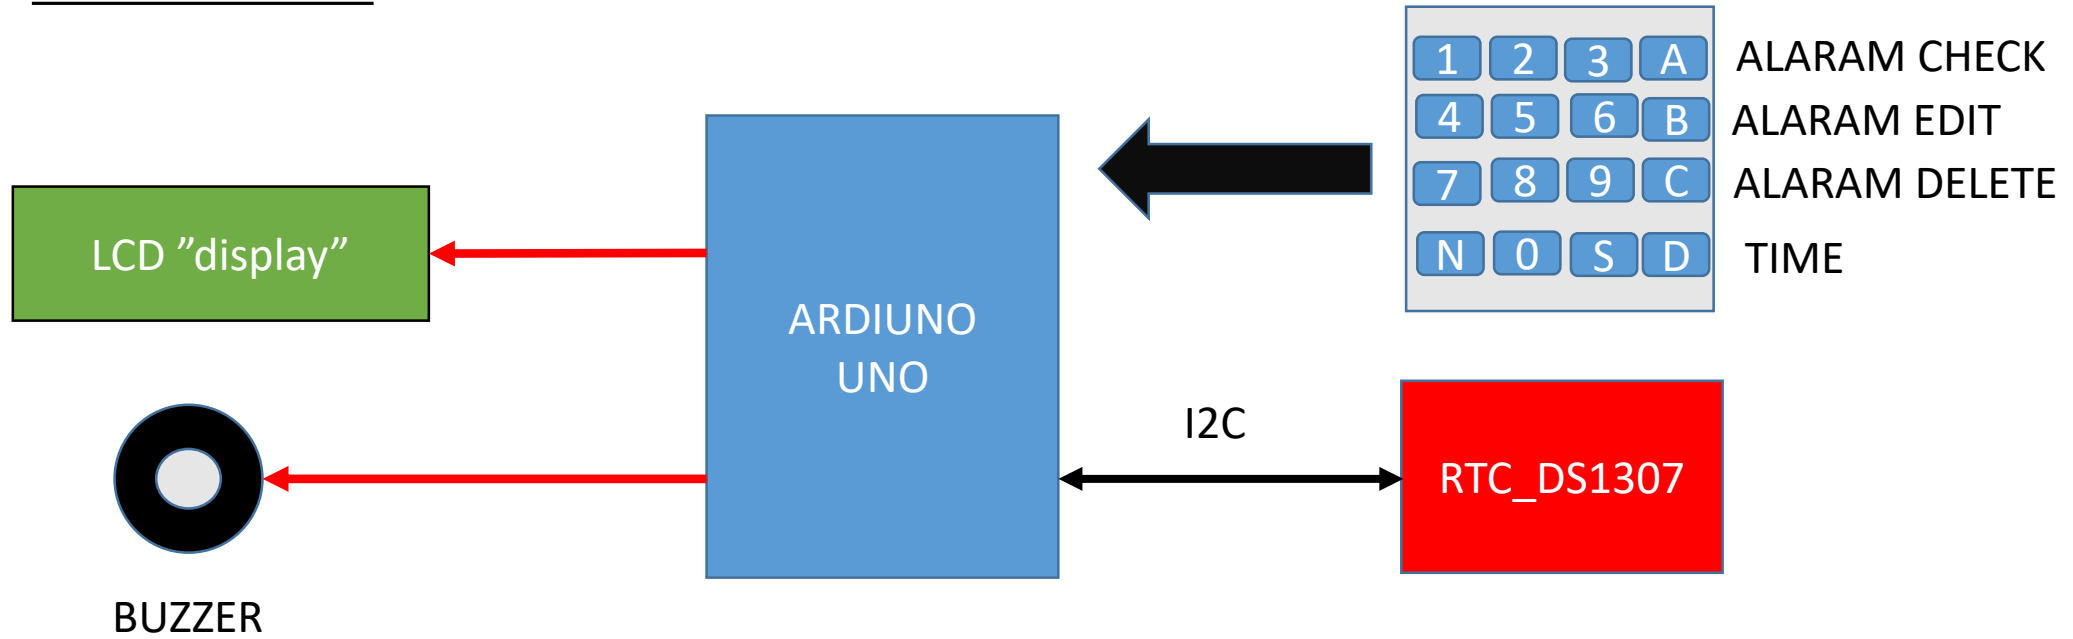 1 2 3 A ALARAM CHECK
4 5 6 B ALARAM EDIT
7 8 9 C ALARAM DELETE
N 0 S D TIME
LCD ”display”
ARDIUNO
UNO
I2C
RTC_DS1307
BUZZER